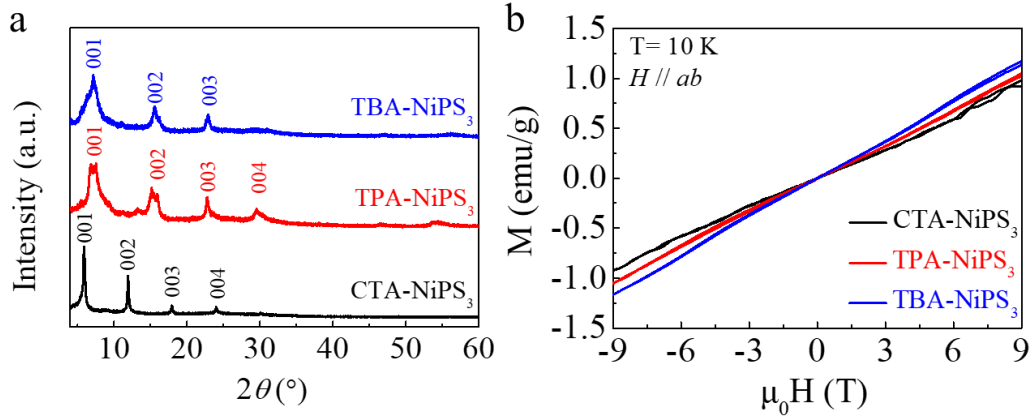 a
Intensity (a.u.)
TBA-NiPS₃
001
002
003
TPA-NiPS₃
001
002
003
004
CTA-NiPS₃
001
002
003
004
10 20 30 40 50 60
2θ (°)
b
T= 10 K
H // ab
M (emu/g)
1.5
1.0
0.5
0.0
-0.5
-1.0
-1.5
CTA-NiPS₃
TPA-NiPS₃
TBA-NiPS₃
-9 -6 -3 0 3 6 9
μ₀H (T)